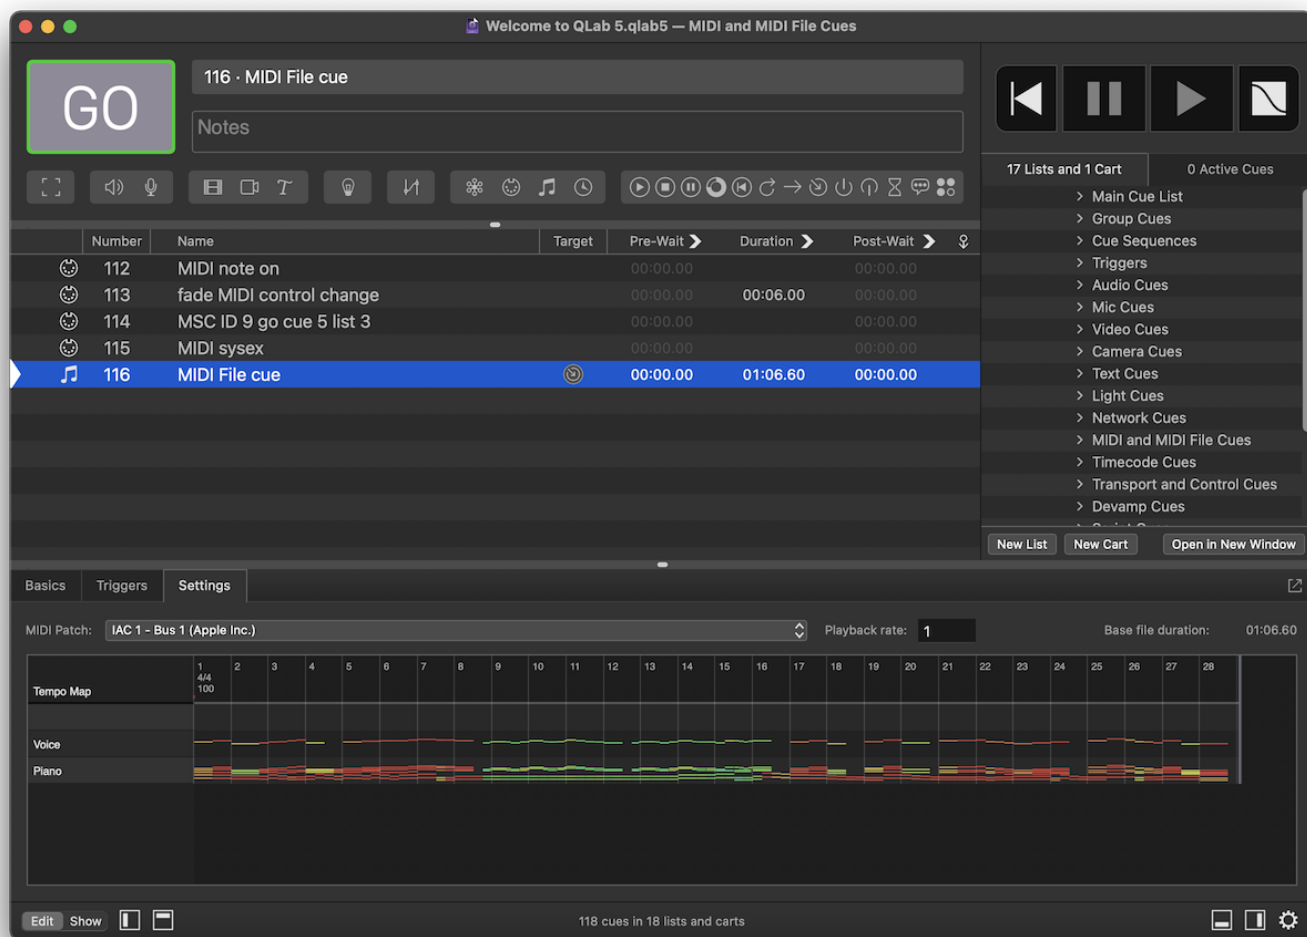 Welcome to QLab 5.qlab5 — MIDI and MIDI File Cues
GO
116 · MIDI File cue
Notes
17 Lists and 1 Cart
0 Active Cues
Main Cue List
Group Cues
Cue Sequences
Triggers
Audio Cues
Mic Cues
Video Cues
Camera Cues
Text Cues
Light Cues
Network Cues
MIDI and MIDI File Cues
Timecode Cues
Transport and Control Cues
Devamp Cues
New List New Cart Open in New Window
Number Name Target Pre-Wait Duration Post-Wait
112 MIDI note on 00:00.00 00:00.00
113 fade MIDI control change 00:00.00 00:06.00 00:00.00
114 MSC ID 9 go cue 5 list 3 00:00.00 00:00.00
115 MIDI sysex 00:00.00 00:00.00
116 MIDI File cue 00:00.00 01:06.60 00:00.00
Basics Triggers Settings
MIDI Patch: IAC 1 - Bus 1 (Apple Inc.) Playback rate: 1 Base file duration: 01:06.60
1 2 3 4 5 6 7 8 9 10 11 12 13 14 15 16 17 18 19 20 21 22 23 24 25 26 27 28
4/4
100
Tempo Map
Voice
Piano
Edit Show 118 cues in 18 lists and carts